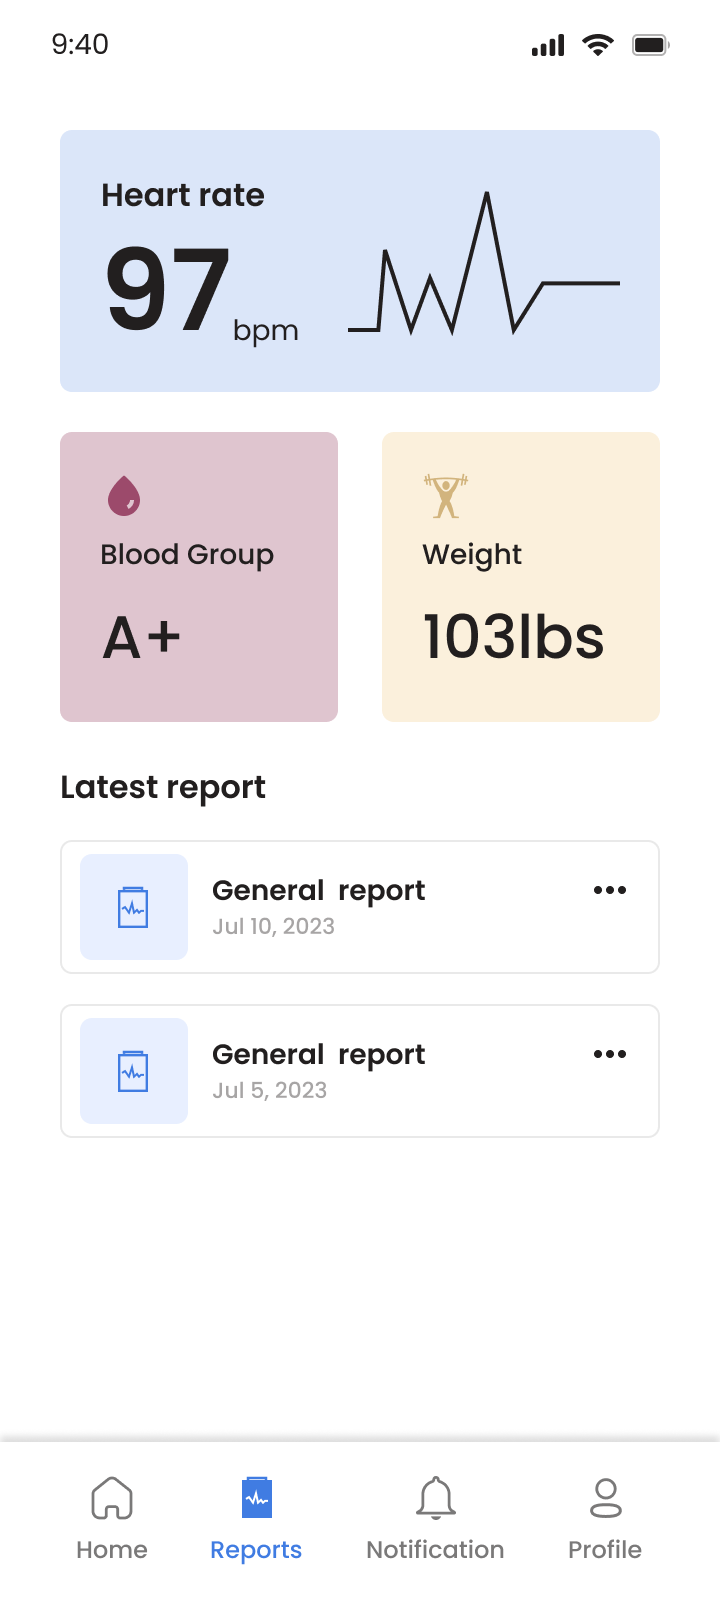 9:40
Heart rate
97 bpm
Blood Group
A+
Weight
103lbs
Latest report
General report
Jul 10, 2023
General report
Jul 5, 2023
Home
Reports
Notification
Profile